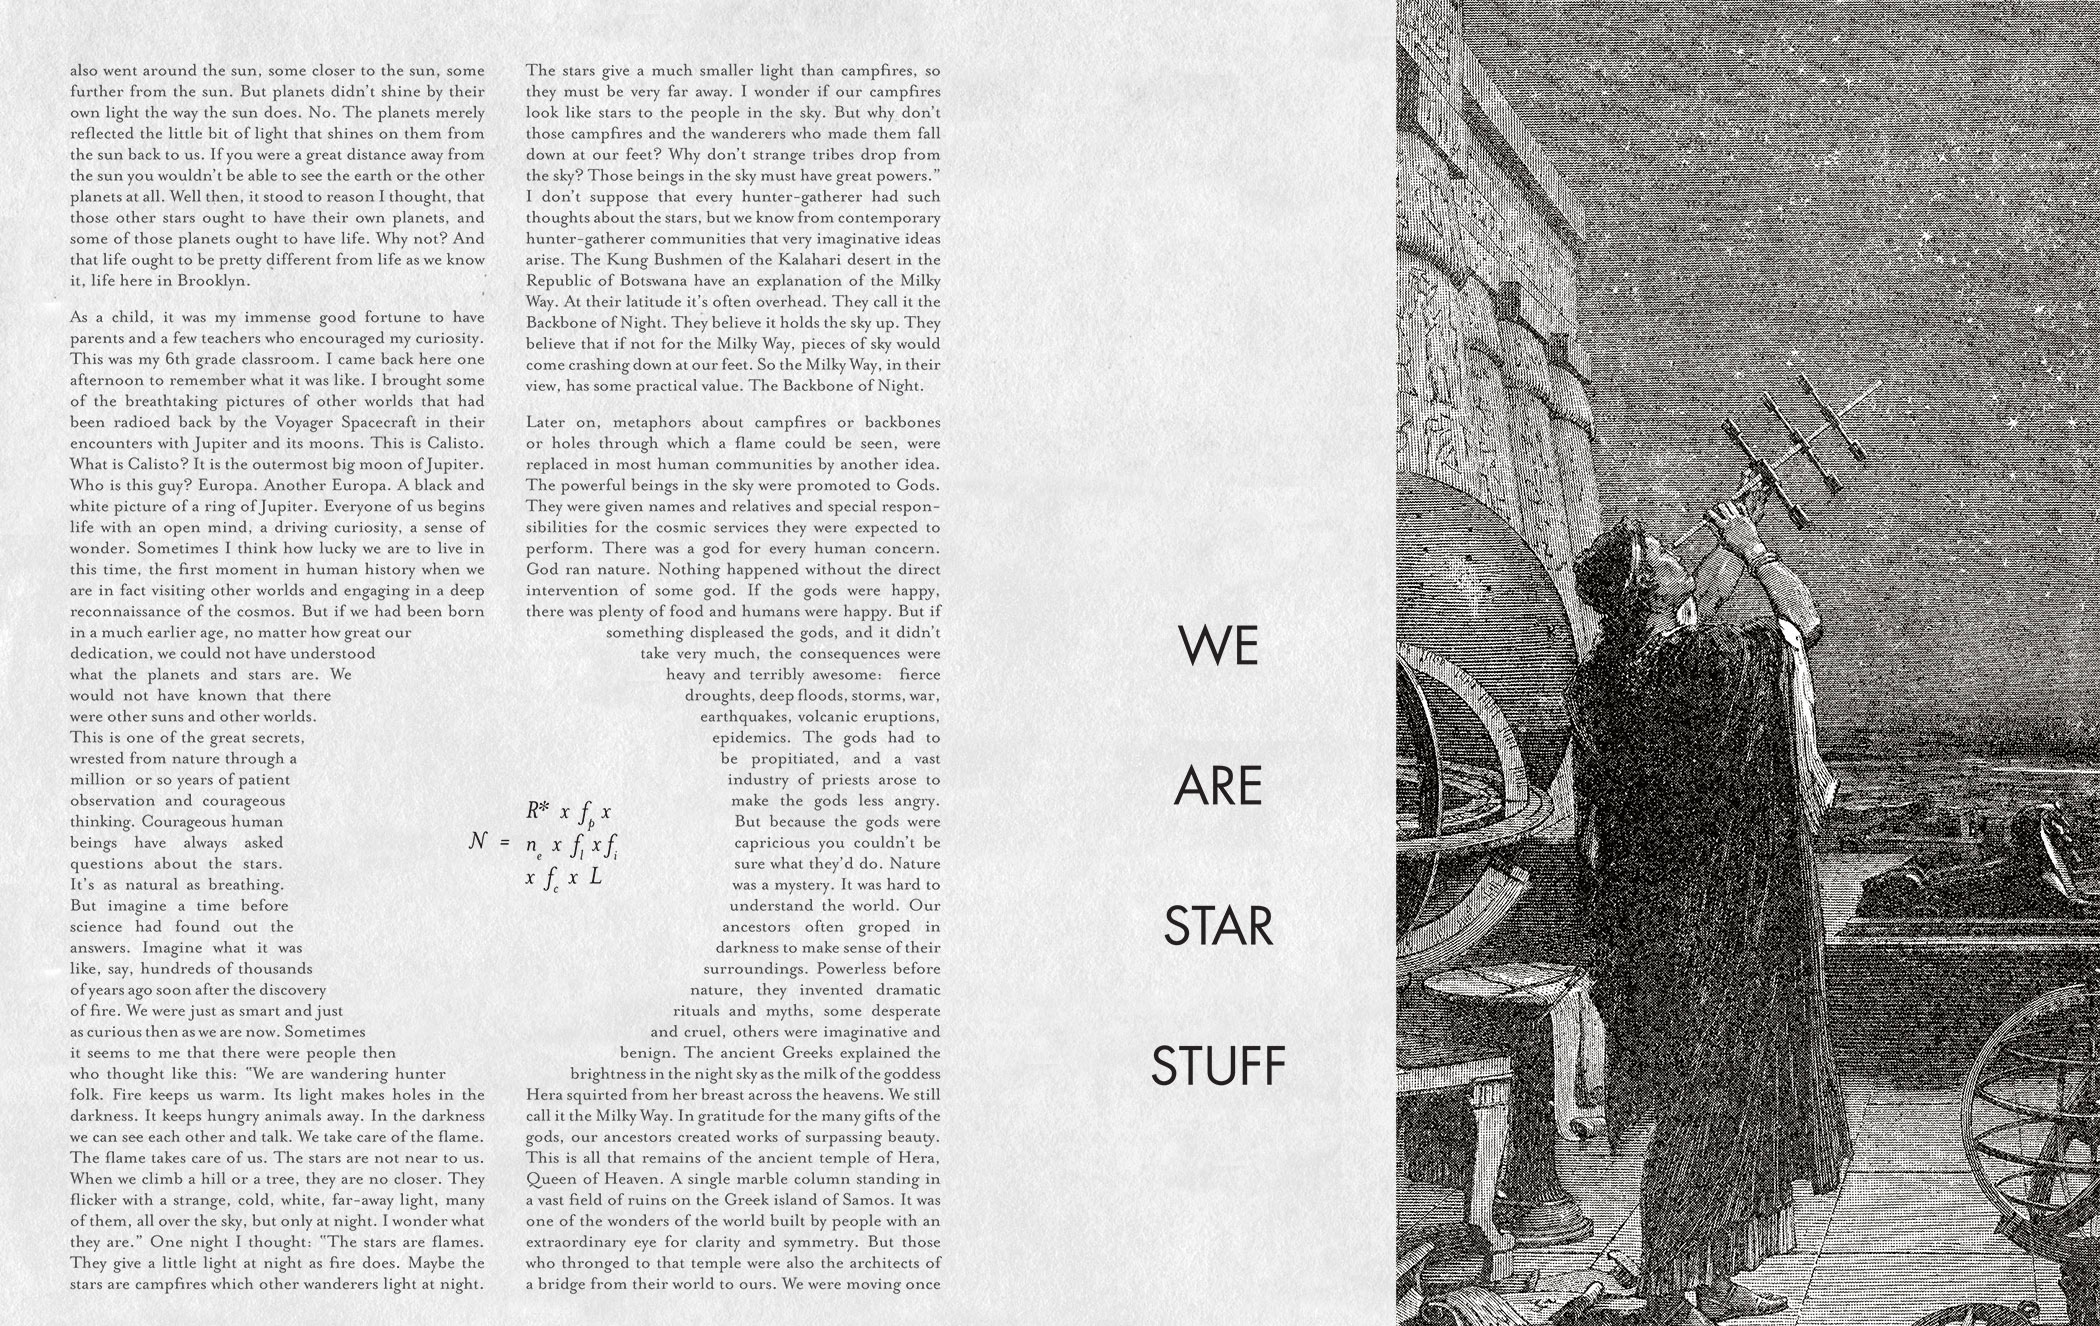 also went around the sun, some closer to the sun, some
further from the sun. But planets didn't shine by their
own light the way the sun does. No. The planets merely
reflected the little bit of light that shines on them from
the sun back to us. If you were a great distance away from
the sun you wouldn't be able to see the earth or the other
planets at all. Well then, it stood to reason I thought, that
those other stars ought to have their own planets, and
some of those planets ought to have life. Why not? And
that life ought to be pretty different from life as we know
it, life here in Brooklyn.
As a child, it was my immense good fortune to have
parents and a few teachers who encouraged my curiosity.
This was my 6th grade classroom. I came back here one
afternoon to remember what it was like. I brought some
of the breathtaking pictures of other worlds that had
been radioed back by the Voyager Spacecraft in their
encounters with Jupiter and its moons. This is Calisto.
What is Calisto? It is the outermost big moon of Jupiter.
Who is this guy? Europa. Another Europa. A black and
white picture of a ring of Jupiter. Everyone of us begins
life with an open mind, a driving curiosity, a sense of
wonder. Sometimes I think how lucky we are to live in
this time, the first moment in human history when we
are in fact visiting other worlds and engaging in a deep
reconnaissance of the cosmos. But if we had been born
in a much earlier age, no matter how great our
dedication, we could not have understood
what the planets and stars are. We
would not have known that there
were other suns and other worlds.
This is one of the great secrets,
wrested from nature through a
million or so years of patient
observation and courageous
thinking. Courageous human
beings have always asked
questions about the stars.
It's as natural as breathing.
But imagine a time before
science had found out the
answers. Imagine what it was
like, say, hundreds of thousands
of years ago soon after the discovery
of fire. We were just as smart and just
as curious then as we are now. Sometimes
it seems to me that there were people then
who thought like this: "We are wandering hunter
folk. Fire keeps us warm. Its light makes holes in the
darkness. It keeps hungry animals away. In the darkness
we can see each other and talk. We take care of the flame.
The flame takes care of us. The stars are not near to us.
When we climb a hill or a tree, they are no closer. They
flicker with a strange, cold, white, far-away light, many
of them, all over the sky, but only at night. I wonder what
they are." One night I thought: "The stars are flames.
They give a little light at night as fire does. Maybe the
stars are campfires which other wanderers light at night.
The stars give a much smaller light than campfires, so
they must be very far away. I wonder if our campfires
look like stars to the people in the sky. But why don't
those campfires and the wanderers who made them fall
down at our feet? Why don't strange tribes drop from
the sky? Those beings in the sky must have great powers."
I don't suppose that every hunter-gatherer had such
thoughts about the stars, but we know from contemporary
hunter-gatherer communities that very imaginative ideas
arise. The Kung Bushmen of the Kalahari desert in the
Republic of Botswana have an explanation of the Milky
Way. At their latitude it's often overhead. They call it the
Backbone of Night. They believe it holds the sky up. They
believe that if not for the Milky Way, pieces of sky would
come crashing down at our feet. So the Milky Way, in their
view, has some practical value. The Backbone of Night.
Later on, metaphors about campfires or backbones
or holes through which a flame could be seen, were
replaced in most human communities by another idea.
The powerful beings in the sky were promoted to Gods.
They were given names and relatives and special respon-
sibilities for the cosmic services they were expected to
perform. There was a god for every human concern.
God ran nature. Nothing happened without the direct
intervention of some god. If the gods were happy,
there was plenty of food and humans were happy. But if
something displeased the gods, and it didn't
take very much, the consequences were
heavy and terribly awesome: fierce
droughts, deep floods, storms, war,
earthquakes, volcanic eruptions,
epidemics. The gods had to
be propitiated, and a vast
industry of priests arose to
make the gods less angry.
But because the gods were
capricious you couldn't be
sure what they'd do. Nature
was a mystery. It was hard to
understand the world. Our
ancestors often groped in
darkness to make sense of their
surroundings. Powerless before
nature, they invented dramatic
rituals and myths, some desperate
and cruel, others were imaginative and
benign. The ancient Greeks explained the
brightness in the night sky as the milk of the goddess
Hera squirted from her breast across the heavens. We still
call it the Milky Way. In gratitude for the many gifts of the
gods, our ancestors created works of surpassing beauty.
This is all that remains of the ancient temple of Hera,
Queen of Heaven. A single marble column standing in
a vast field of ruins on the Greek island of Samos. It was
one of the wonders of the world built by people with an
extraordinary eye for clarity and symmetry. But those
who thronged to that temple were also the architects of
a bridge from their world to ours. We were moving once
R* x fp x
N = ne x fl x fi
x fc x L
WE
ARE
STAR
STUFF